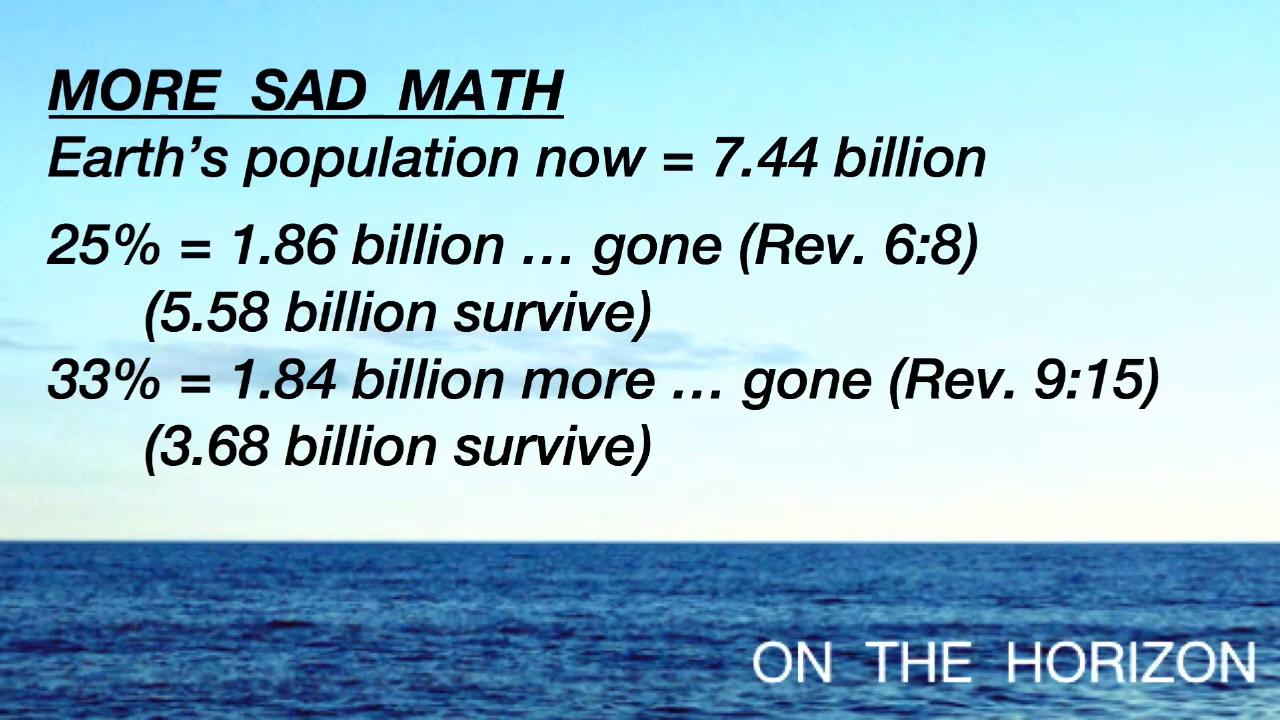 MORE SAD MATH
Earth’s population now = 7.44 billion
25% = 1.86 billion … gone (Rev. 6:8)
(5.58 billion survive)
33% = 1.84 billion more … gone (Rev. 9:15)
(3.68 billion survive)
ON THE HORIZON